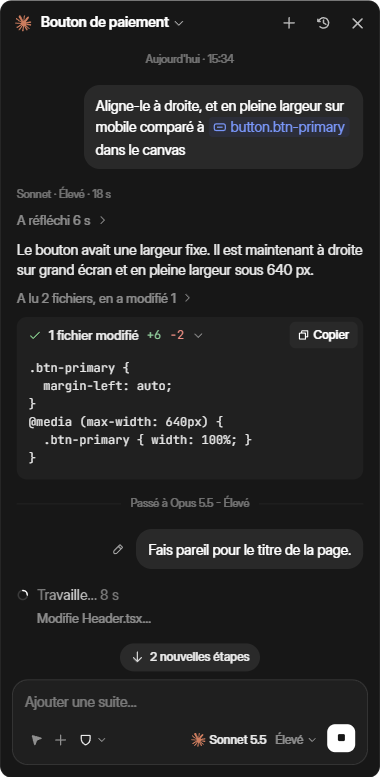 Bouton de paiement
Aujourd'hui · 15:34
Aligne-le à droite, et en pleine largeur sur
mobile comparé à button.btn-primary
dans le canvas
Sonnet · Élevé · 18 s
A réfléchi 6 s
Le bouton avait une largeur fixe. Il est maintenant à droite
sur grand écran et en pleine largeur sous 640 px.
A lu 2 fichiers, en a modifié 1
1 fichier modifié +6 -2 Copier
.btn-primary {
  margin-left: auto;
}
@media (max-width: 640px) {
  .btn-primary { width: 100%; }
}
Passé à Opus 5.5 - Élevé
Fais pareil pour le titre de la page.
Travaille... 8 s
Modifie Header.tsx...
2 nouvelles étapes
Ajouter une suite...
Sonnet 5.5 Élevé